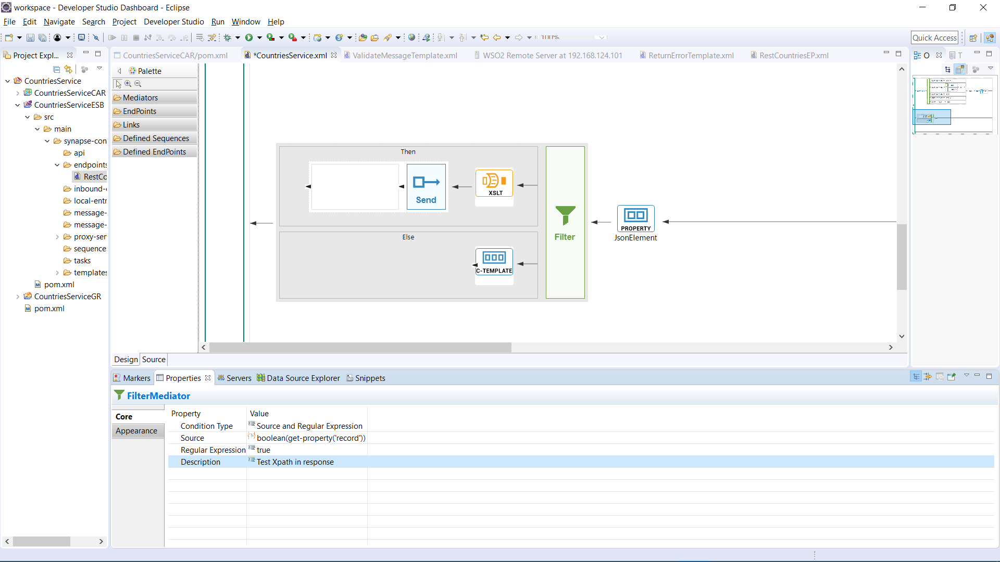 workspace - Developer Studio Dashboard - Eclipse
File Edit Navigate Search Project Developer Studio Run Window Help
100%
Quick Access
Project Expl...
CountriesServiceCAR/pom.xml
*CountriesService.xml
ValidateMessageTemplate.xml
WSO2 Remote Server at 192.168.124.101
ReturnErrorTemplate.xml
RestCountriesEP.xml
O
T
CountriesService
CountriesServiceCAR
CountriesServiceESB
src
main
synapse-con
api
endpoints
RestCo
inbound-
local-entr
message-
message-
proxy-ser
sequence
tasks
templates
pom.xml
CountriesServiceGR
pom.xml
Palette
Mediators
EndPoints
Links
Defined Sequences
Defined EndPoints
Then
Send
XSLT
Else
C-TEMPLATE
Filter
PROPERTY
JsonElement
Design
Source
Markers
Properties
Servers
Data Source Explorer
Snippets
FilterMediator
Core
Appearance
Property Value
Condition Type Source and Regular Expression
Source boolean(get-property('record'))
Regular Expression true
Description Test Xpath in response